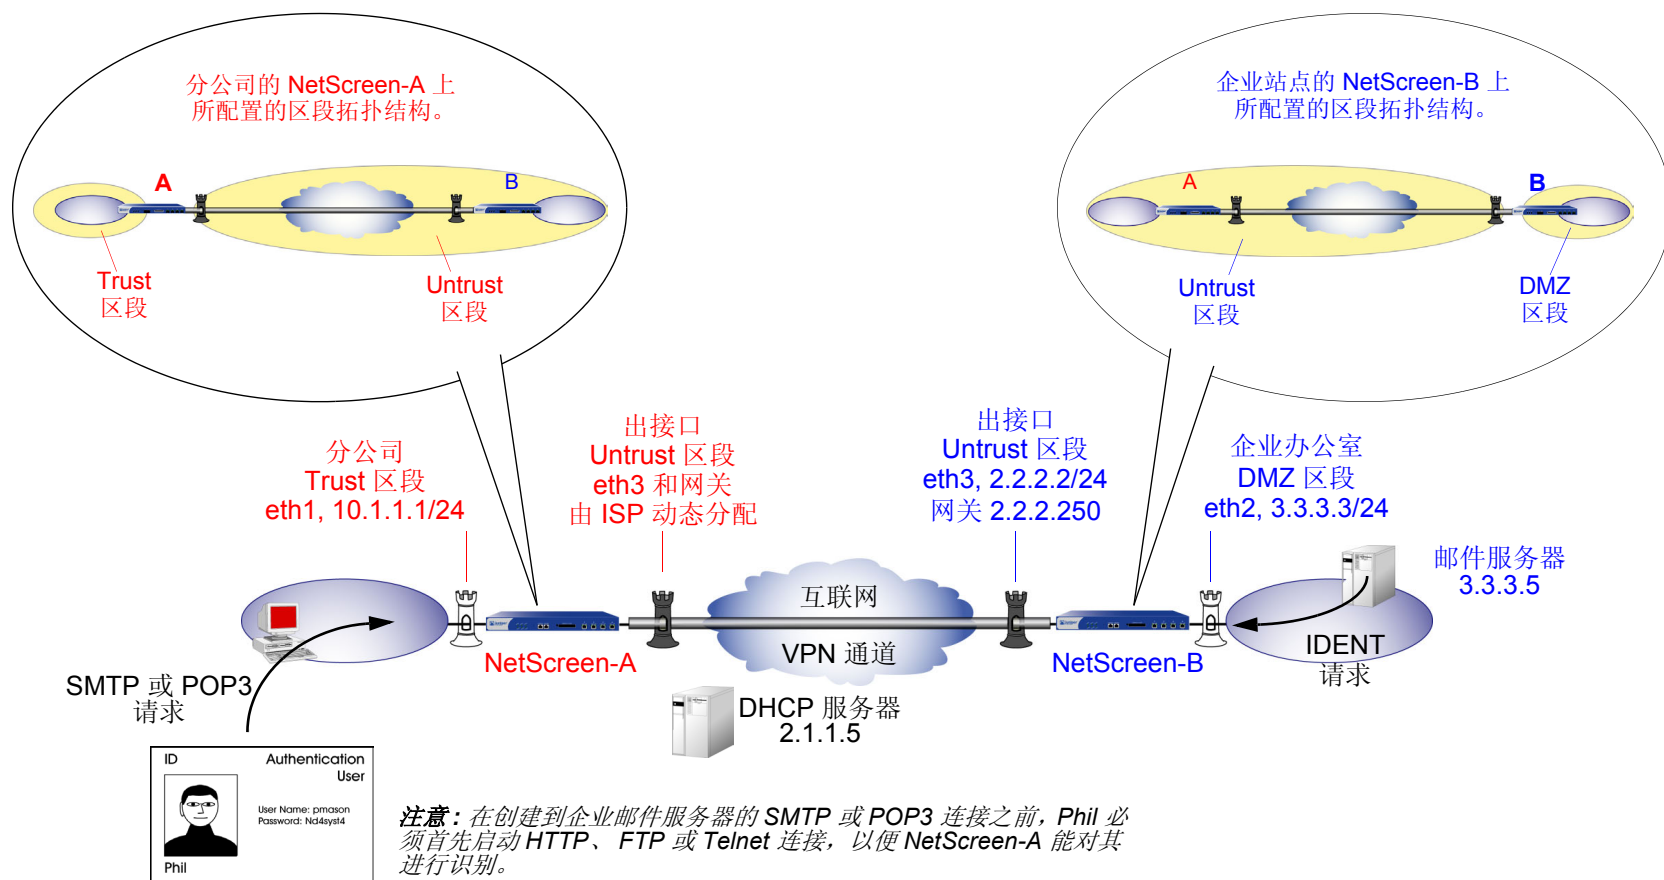 分公司的 NetScreen-A 上
所配置的区段拓扑结构。
企业站点的 NetScreen-B 上
所配置的区段拓扑结构。
A
B
A
B
Trust
区段
Untrust
区段
Untrust
区段
DMZ
区段
分公司
Trust 区段
eth1, 10.1.1.1/24
出接口
Untrust 区段
eth3 和网关
由 ISP 动态分配
出接口
Untrust 区段
eth3, 2.2.2.2/24
网关 2.2.2.250
企业办公室
DMZ 区段
eth2, 3.3.3.3/24
邮件服务器
3.3.3.5
互联网
VPN 通道
NetScreen-A
NetScreen-B
IDENT
请求
SMTP 或 POP3
请求
DHCP 服务器
2.1.1.5
ID
Authentication
User
User Name: pmason
Password: Nd4syst4
Phil
注意：在创建到企业邮件服务器的 SMTP 或 POP3 连接之前，Phil 必
须首先启动 HTTP、 FTP 或 Telnet 连接，以便 NetScreen-A 能对其
进行识别。